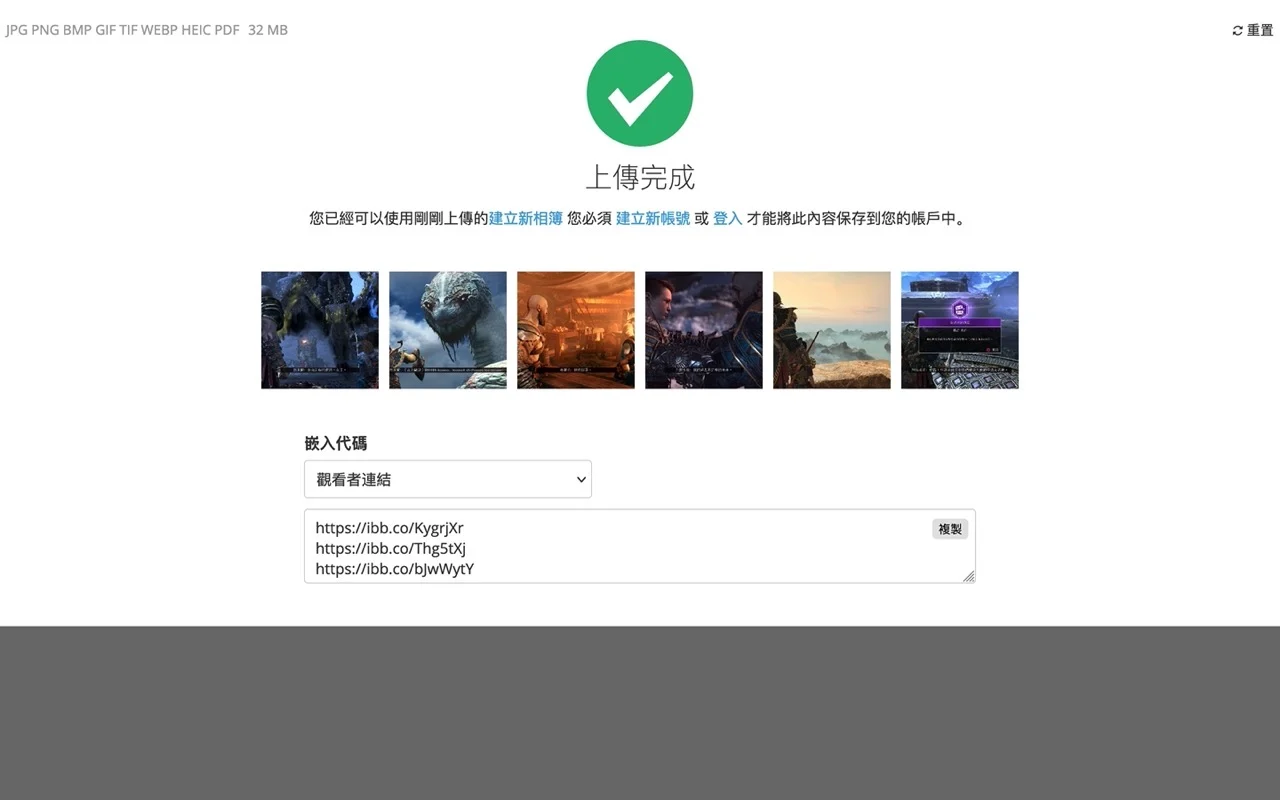 JPG PNG BMP GIF TIF WEBP HEIC PDF 32 MB
重置
上傳完成
您已經可以使用剛剛上傳的建立新相簿 您必須 建立新帳號 或 登入 才能將此內容保存到您的帳戶中。
嵌入代碼
觀看者連結
https://ibb.co/KygrjXr
複製
https://ibb.co/Thg5tXj
https://ibb.co/bJwWytY